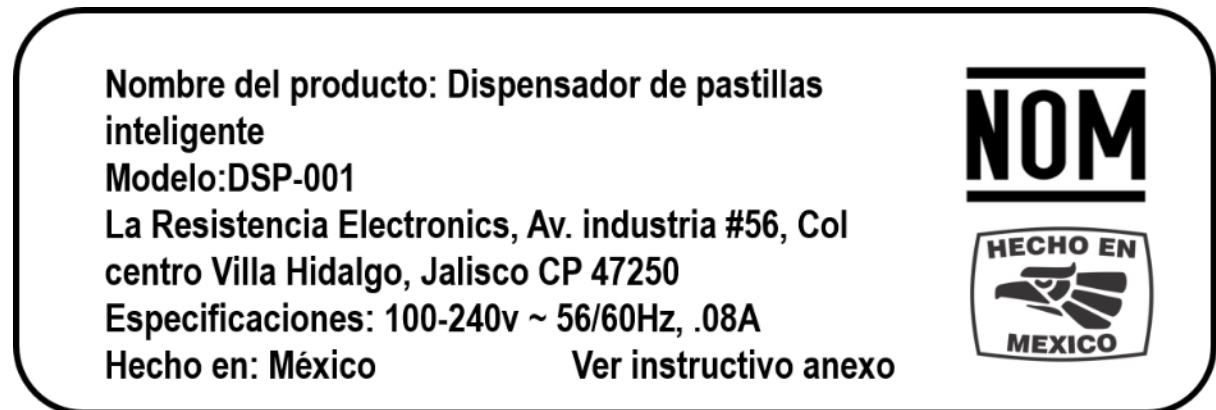 Nombre del producto: Dispensador de pastillas
inteligente
Modelo:DSP-001
La Resistencia Electronics, Av. industria #56, Col
centro Villa Hidalgo, Jalisco CP 47250
Especificaciones: 100-240v ~ 56/60Hz, .08A
Hecho en: México Ver instructivo anexo
NOM
HECHO EN
MEXICO